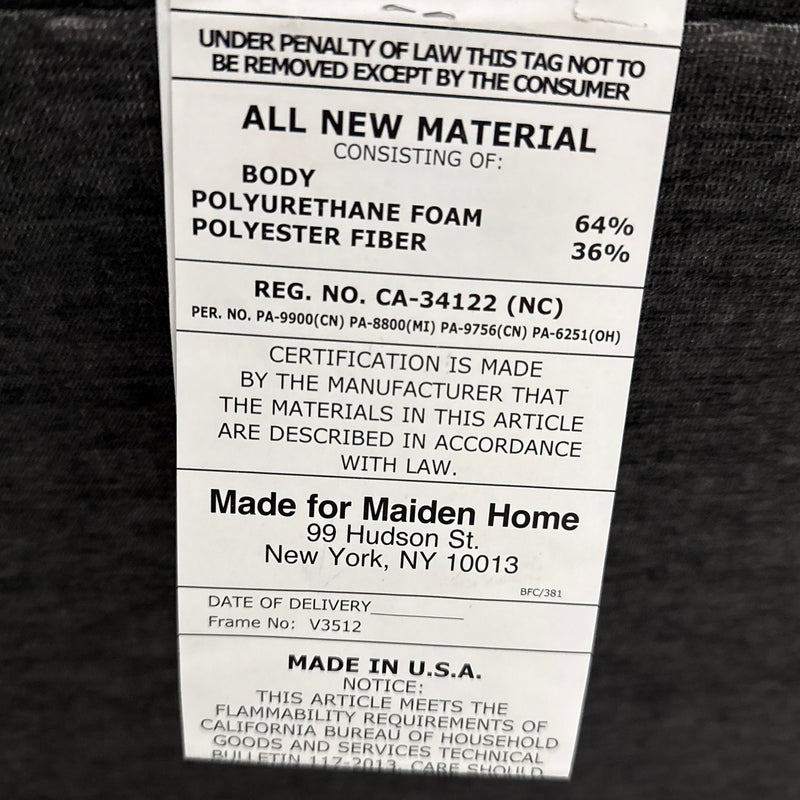 UNDER PENALTY OF LAW THIS TAG NOT TO
BE REMOVED EXCEPT BY THE CONSUMER
ALL NEW MATERIAL
CONSISTING OF:
BODY
POLYURETHANE FOAM 64%
POLYESTER FIBER 36%
REG. NO. CA-34122 (NC)
PER. NO. PA-9900(CN) PA-8800(MI) PA-9756(CN) PA-6251(OH)
CERTIFICATION IS MADE
BY THE MANUFACTURER THAT
THE MATERIALS IN THIS ARTICLE
ARE DESCRIBED IN ACCORDANCE
WITH LAW.
Made for Maiden Home
99 Hudson St.
New York, NY 10013
BFC/381
DATE OF DELIVERY
Frame No: V3512
MADE IN U.S.A.
NOTICE:
THIS ARTICLE MEETS THE
FLAMMABILITY REQUIREMENTS OF
CALIFORNIA BUREAU OF HOUSEHOLD
GOODS AND SERVICES TECHNICAL
BULLETIN 117-2013. CARE SHOULD